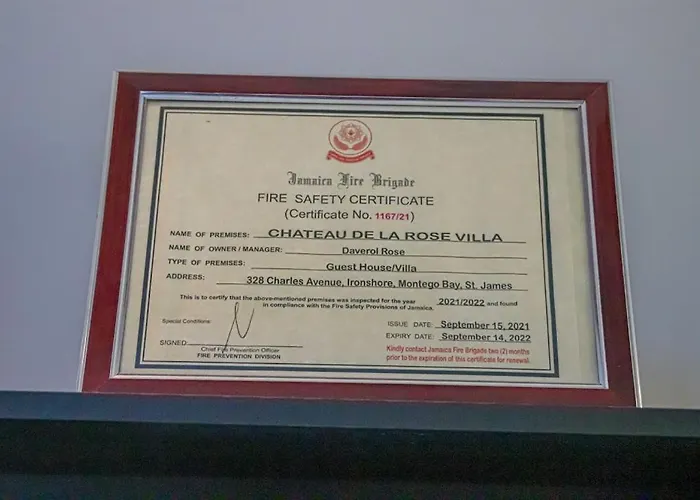 Jamaica Fire Brigade
FIRE SAFETY CERTIFICATE
(Certificate No. 1167/21)
NAME OF PREMISES: CHATEAU DE LA ROSE VILLA
NAME OF OWNER / MANAGER: Daverol Rose
TYPE OF PREMISES: Guest House/Villa
ADDRESS: 328 Charles Avenue, Ironshore, Montego Bay, St. James
This is to certify that the above-mentioned premises was inspected for the year 2021/2022 and found
in compliance with the Fire Safety Provisions of Jamaica.
Special Conditions:
ISSUE DATE: September 15, 2021
EXPIRY DATE: September 14, 2022
SIGNED:
Chief Fire Prevention Officer
FIRE PREVENTION DIVISION
Kindly contact Jamaica Fire Brigade two (2) months
prior to the expiration of this certificate for renewal.